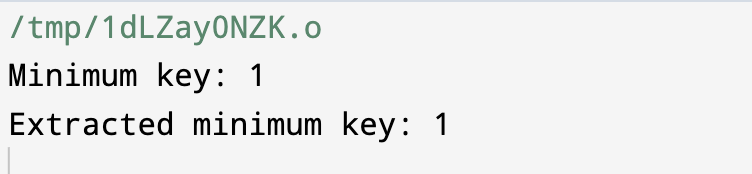 /tmp/1dLZay0NZK.o
Minimum key: 1
Extracted minimum key: 1